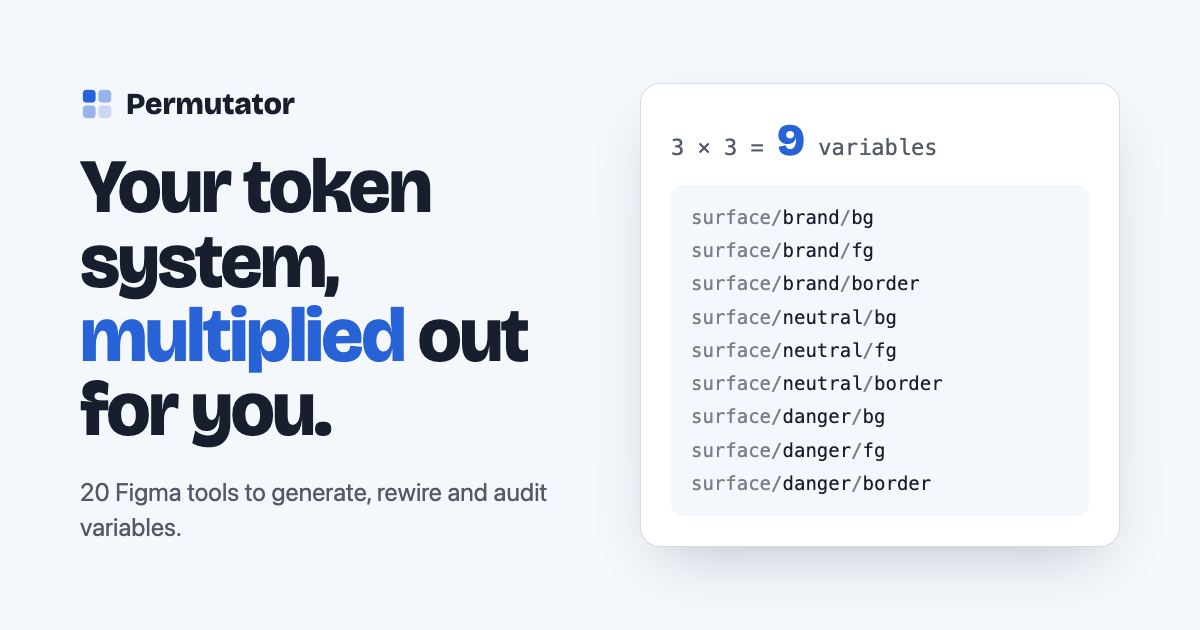 Permutator
Your token
system,
multiplied out
for you.
20 Figma tools to generate, rewire and audit
variables.
3 × 3 = 9 variables
surface/brand/bg
surface/brand/fg
surface/brand/border
surface/neutral/bg
surface/neutral/fg
surface/neutral/border
surface/danger/bg
surface/danger/fg
surface/danger/border